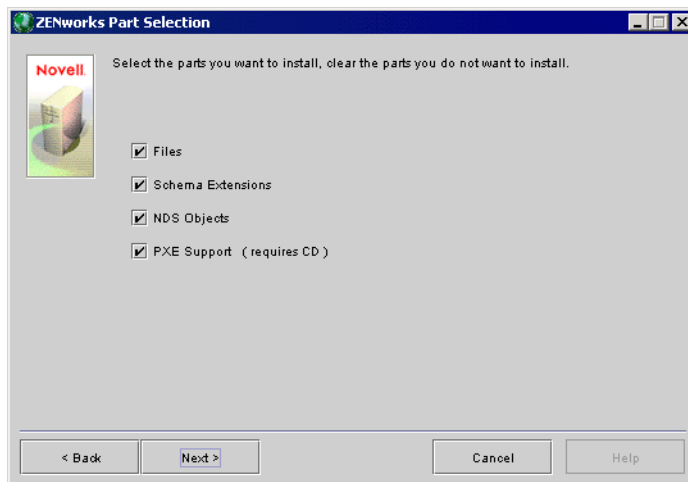 ZENworks Part Selection
Novell.
Select the parts you want to install, clear the parts you do not want to install.
Files
Schema Extensions
NDS Objects
PXE Support ( requires CD )
< Back
Next >
Cancel
Help